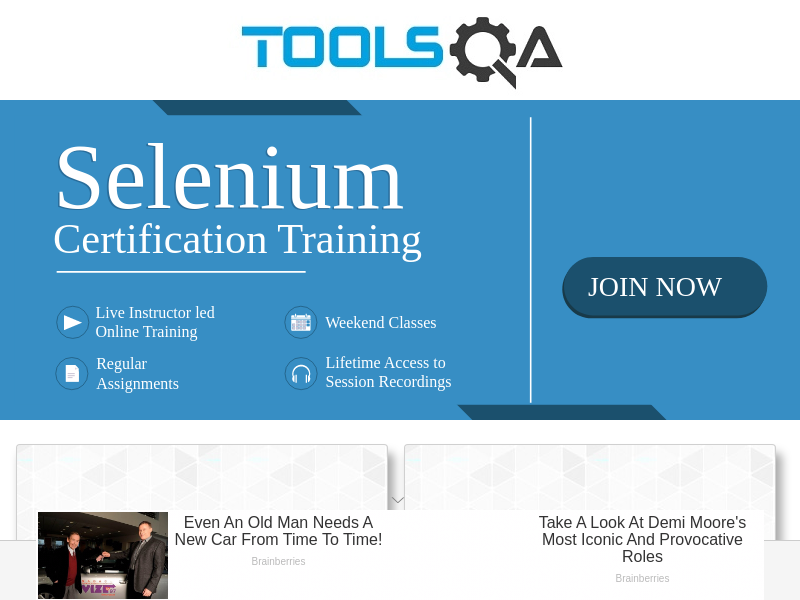 TOOLSQA
Selenium
Certification Training
Live Instructor led
Online Training
Weekend Classes
Regular
Assignments
Lifetime Access to
Session Recordings
JOIN NOW
Even An Old Man Needs A
New Car From Time To Time!
Brainberries
Take A Look At Demi Moore's
Most Iconic And Provocative
Roles
Brainberries